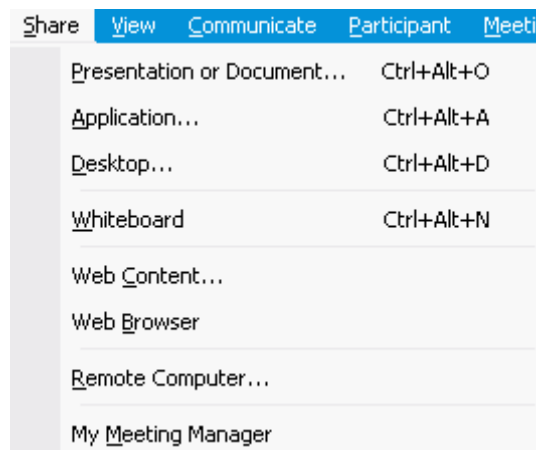 Share View Communicate Participant Meeti
Presentation or Document... Ctrl+Alt+O
Application... Ctrl+Alt+A
Desktop... Ctrl+Alt+D
Whiteboard Ctrl+Alt+N
Web Content...
Web Browser
Remote Computer...
My Meeting Manager